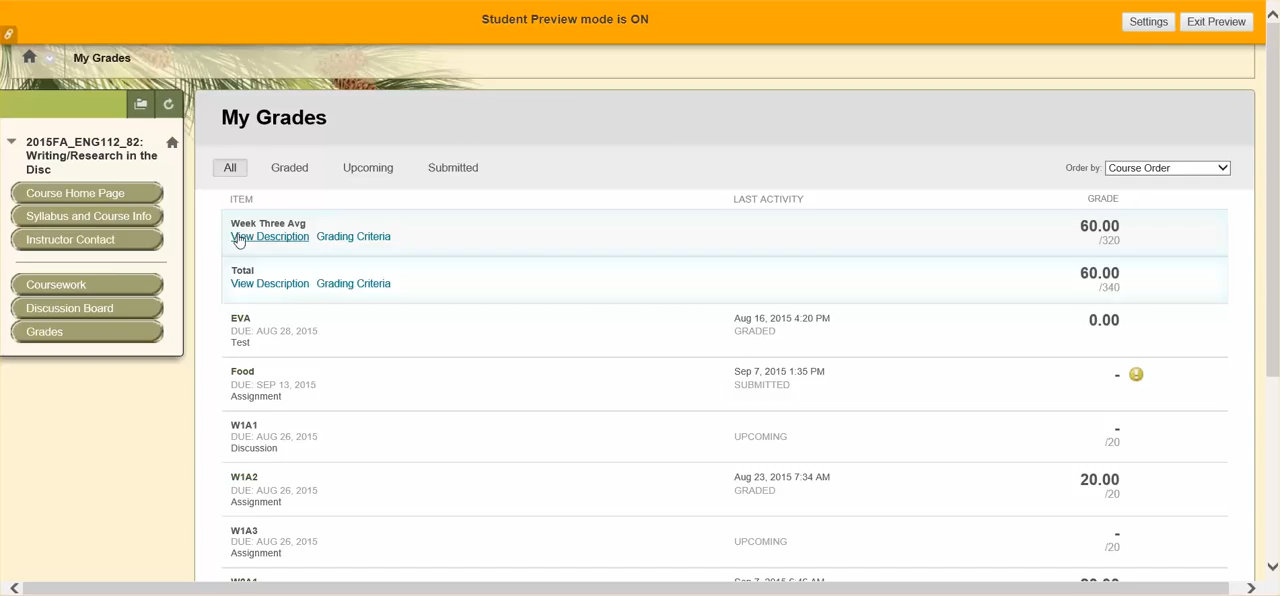 Student Preview mode is ON
Settings
Exit Preview
My Grades
2015FA_ENG112_82:
Writing/Research in the
Disc
Course Home Page
Syllabus and Course Info
Instructor Contact
Coursework
Discussion Board
Grades
My Grades
All Graded Upcoming Submitted
Order by: Course Order
ITEM LAST ACTIVITY GRADE
Week Three Avg 60.00
View Description Grading Criteria /320
Total 60.00
View Description Grading Criteria /340
EVA Aug 16, 2015 4:20 PM 0.00
DUE: AUG 28, 2015 GRADED
Test
Food Sep 7, 2015 1:35 PM -
DUE: SEP 13, 2015 SUBMITTED
Assignment
W1A1 -
DUE: AUG 26, 2015 UPCOMING /20
Discussion
W1A2 Aug 23, 2015 7:34 AM 20.00
DUE: AUG 26, 2015 GRADED /20
Assignment
W1A3 -
DUE: AUG 26, 2015 UPCOMING /20
Assignment